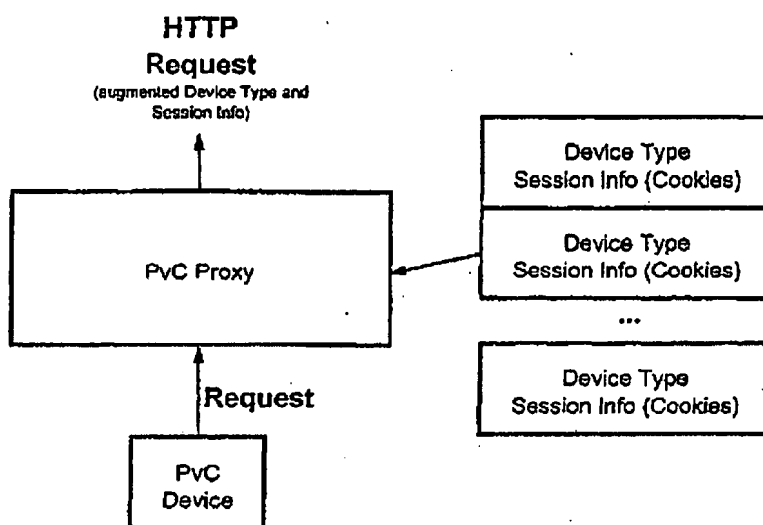 HTTP
Request
(augmented Device Type and
Session Info)
Device Type
Session Info (Cookies)
PvC Proxy
Device Type
Session Info (Cookies)
...
Request
Device Type
Session Info (Cookies)
PvC
Device